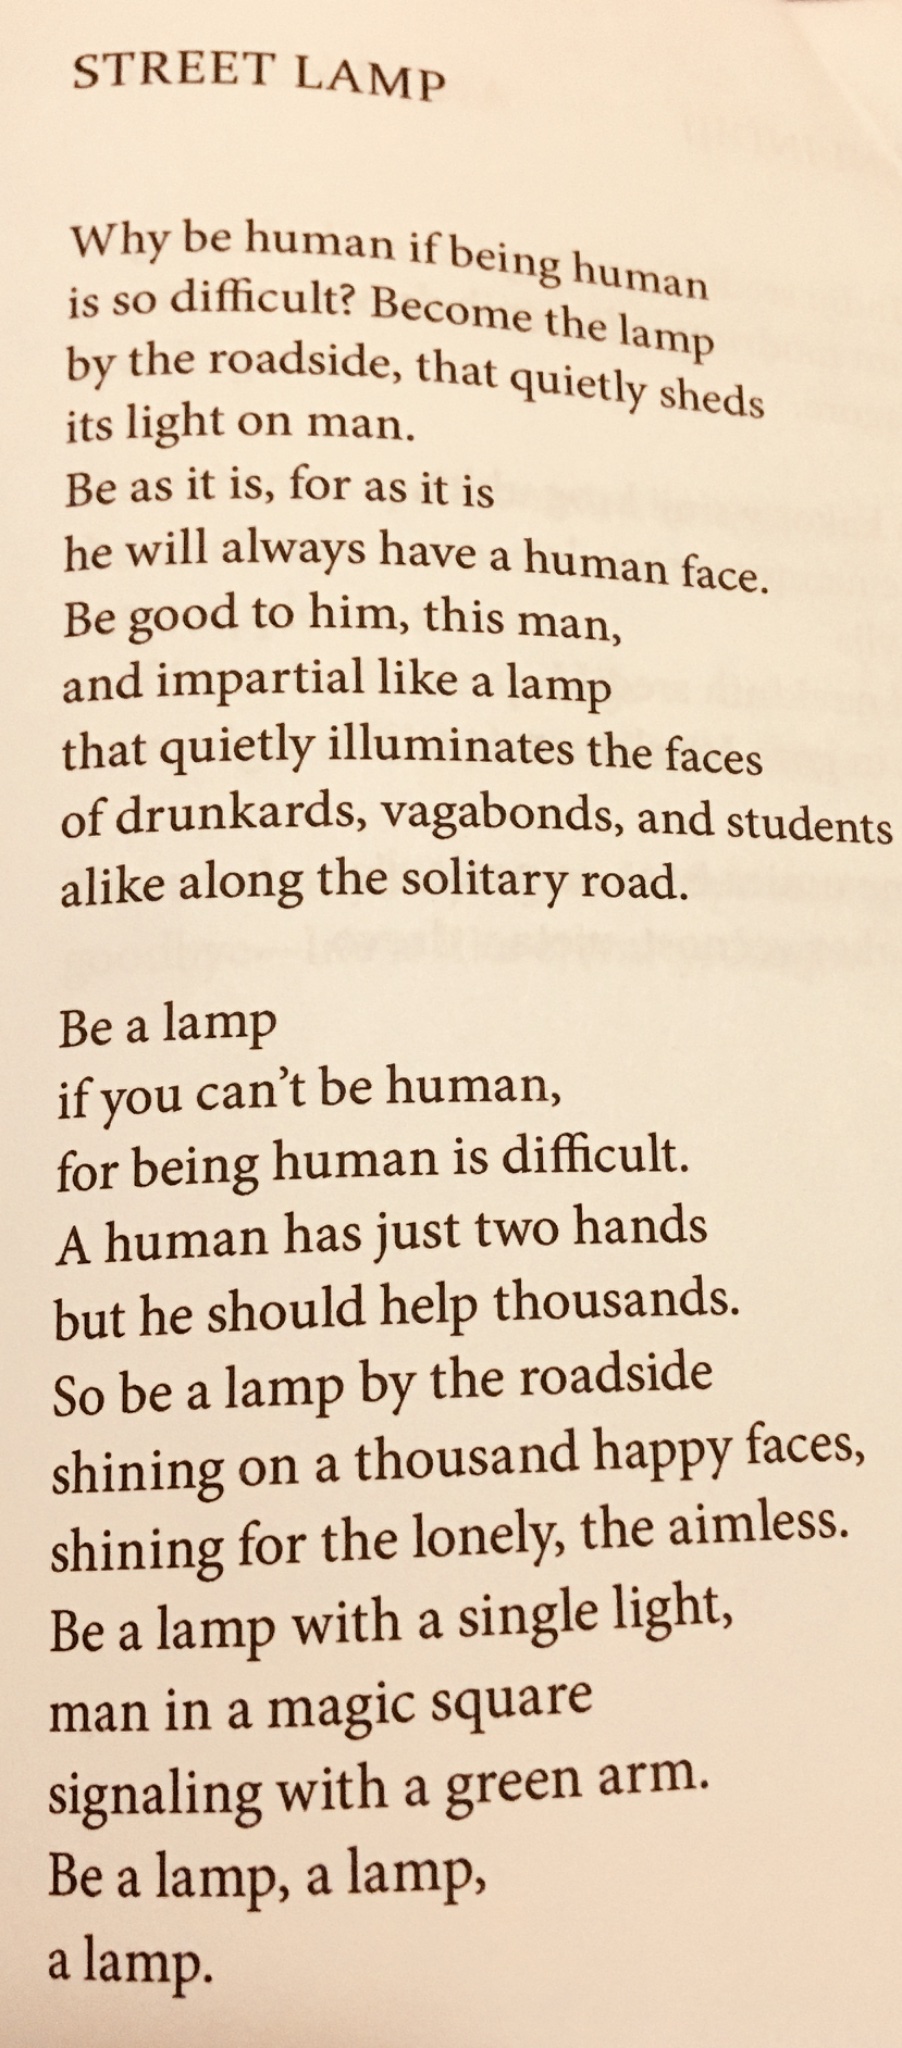 STREET LAMP
Why be human if being human
is so difficult? Become the lamp
by the roadside, that quietly sheds
its light on man.
Be as it is, for as it is
he will always have a human face.
Be good to him, this man,
and impartial like a lamp
that quietly illuminates the faces
of drunkards, vagabonds, and students
alike along the solitary road.
Be a lamp
if you can't be human,
for being human is difficult.
A human has just two hands
but he should help thousands.
So be a lamp by the roadside
shining on a thousand happy faces,
shining for the lonely, the aimless.
Be a lamp with a single light,
man in a magic square
signaling with a green arm.
Be a lamp, a lamp,
a lamp.